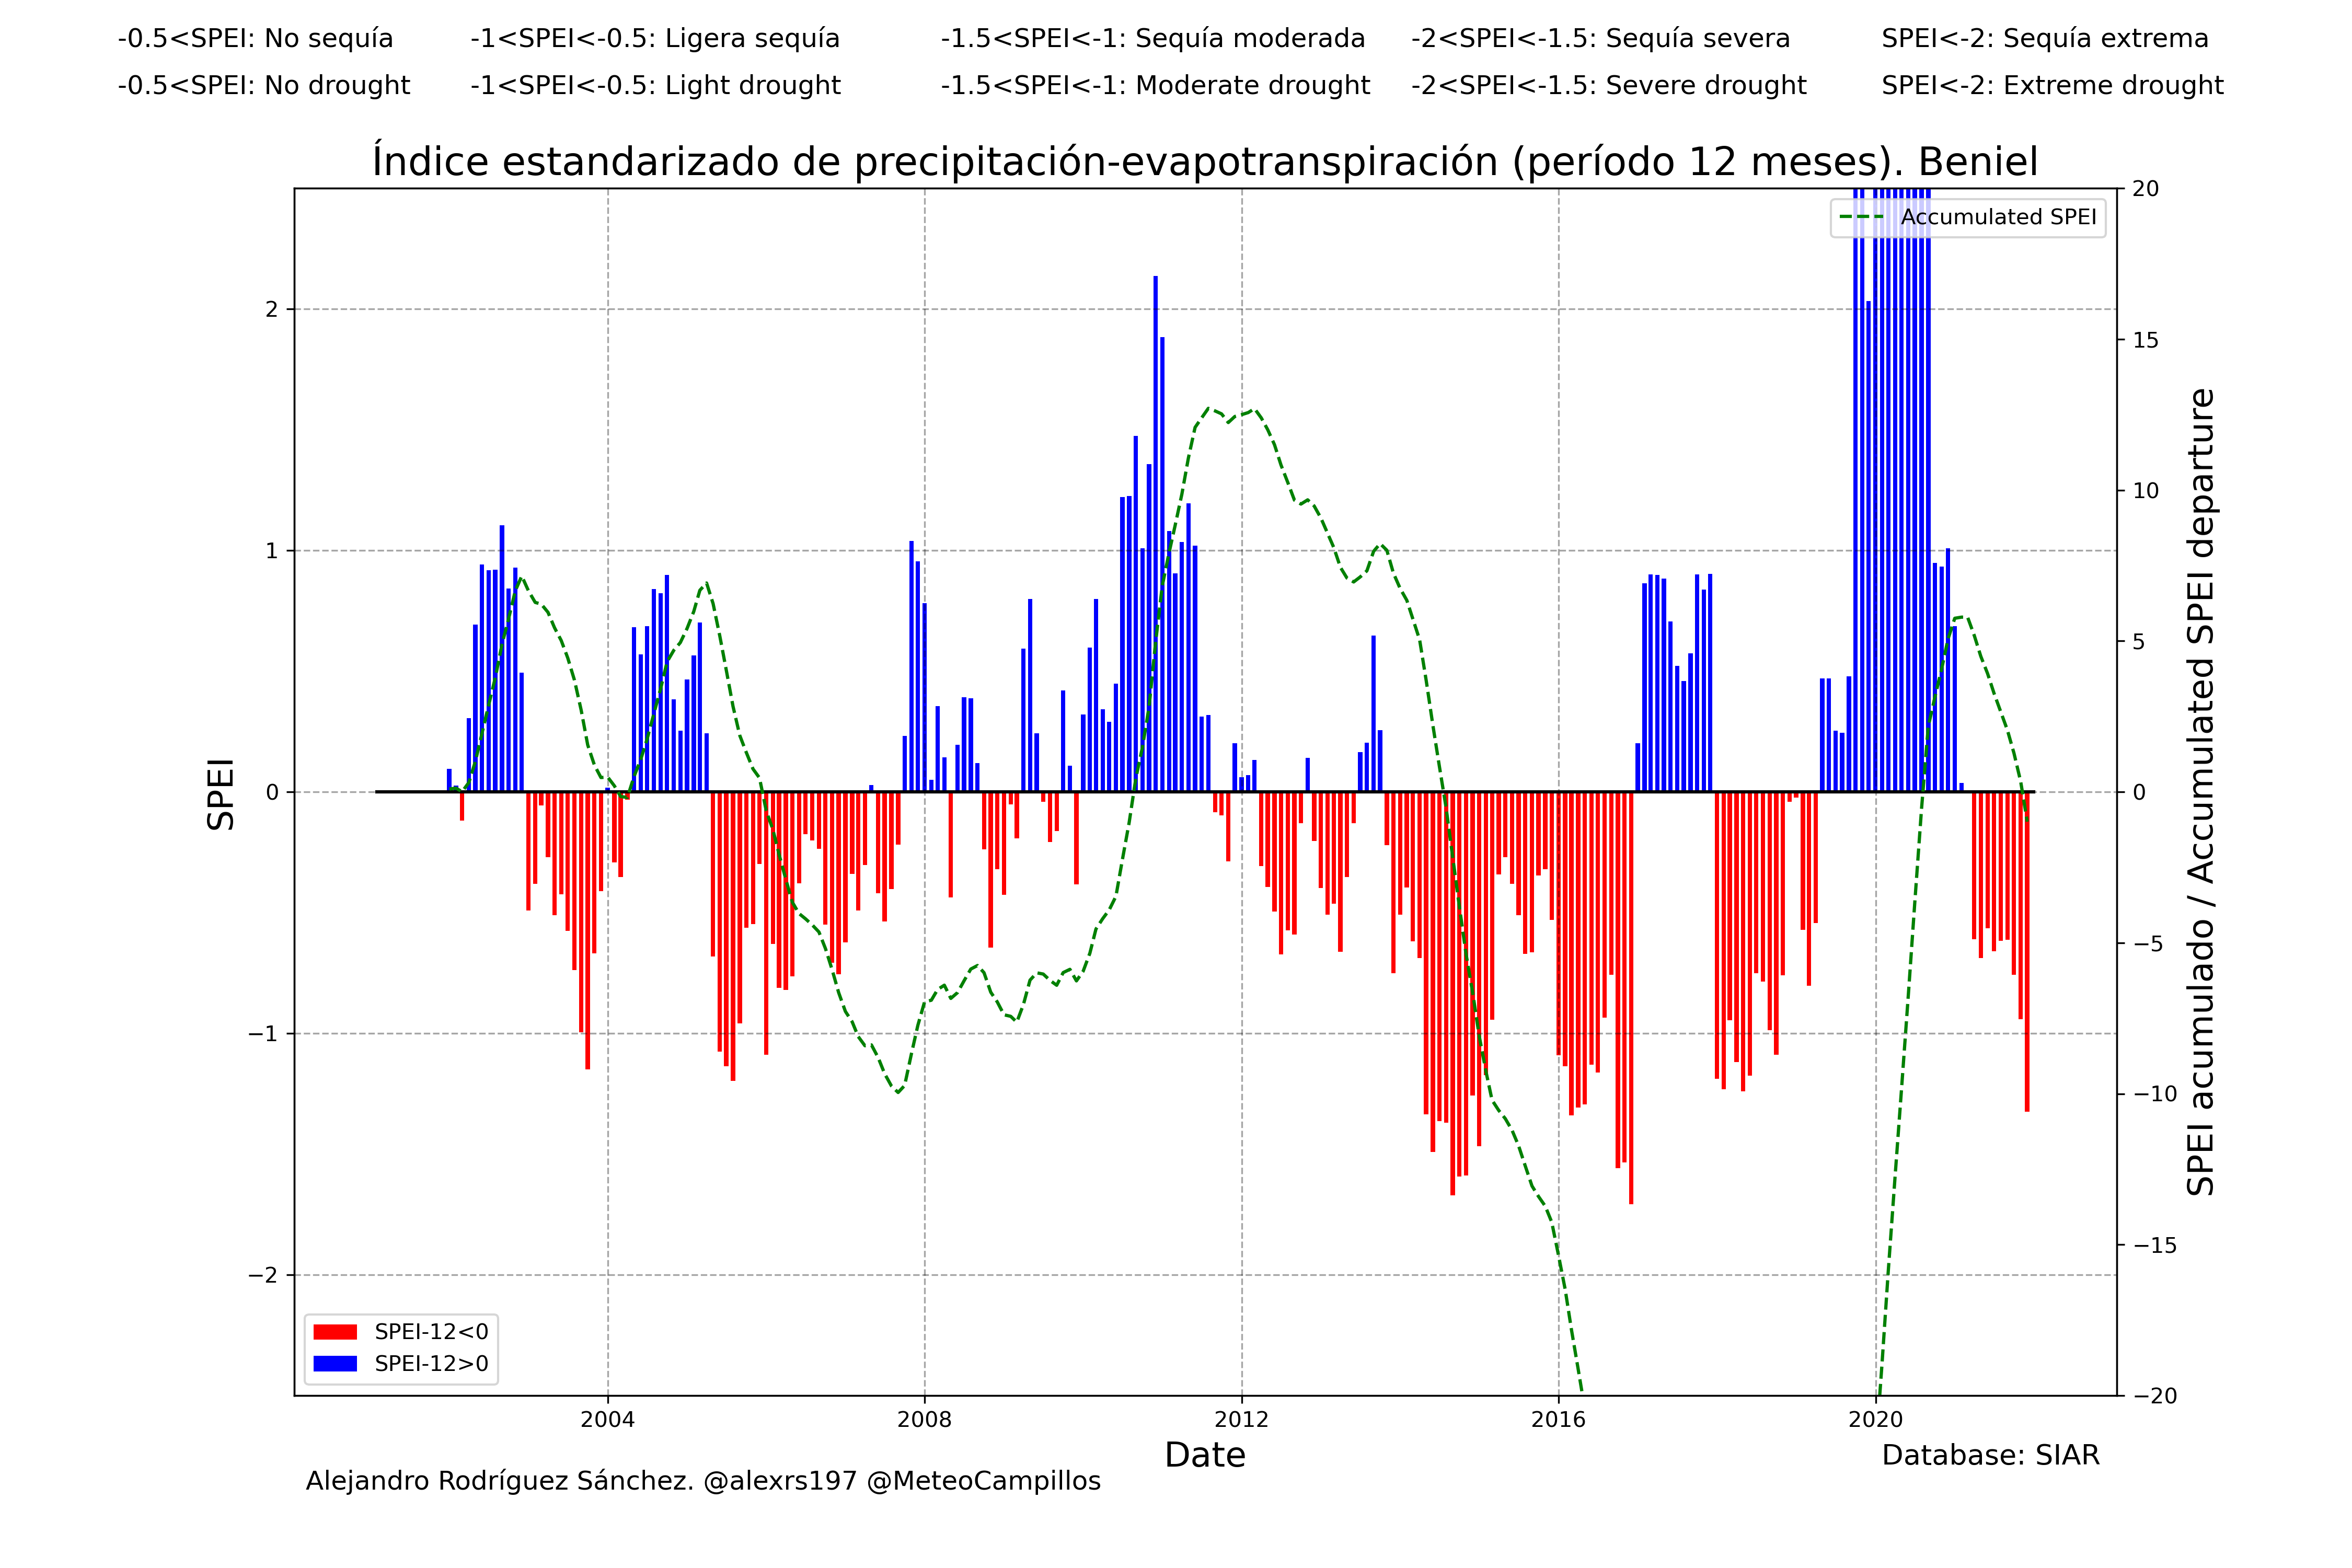 -0.5<SPEI: No sequía -1<SPEI<-0.5: Ligera sequía -1.5<SPEI<-1: Sequía moderada -2<SPEI<-1.5: Sequía severa SPEI<-2: Sequía extrema
-0.5<SPEI: No drought -1<SPEI<-0.5: Light drought -1.5<SPEI<-1: Moderate drought -2<SPEI<-1.5: Severe drought SPEI<-2: Extreme drought
Índice estandarizado de precipitación-evapotranspiración (período 12 meses). Beniel
Accumulated SPEI
SPEI
2
1
0
−1
−2
20
15
10
5
0
−5
−10
−15
−20
SPEI acumulado / Accumulated SPEI departure
SPEI-12<0
SPEI-12>0
2004 2008 2012 2016 2020
Date
Database: SIAR
Alejandro Rodríguez Sánchez. @alexrs197 @MeteoCampillos